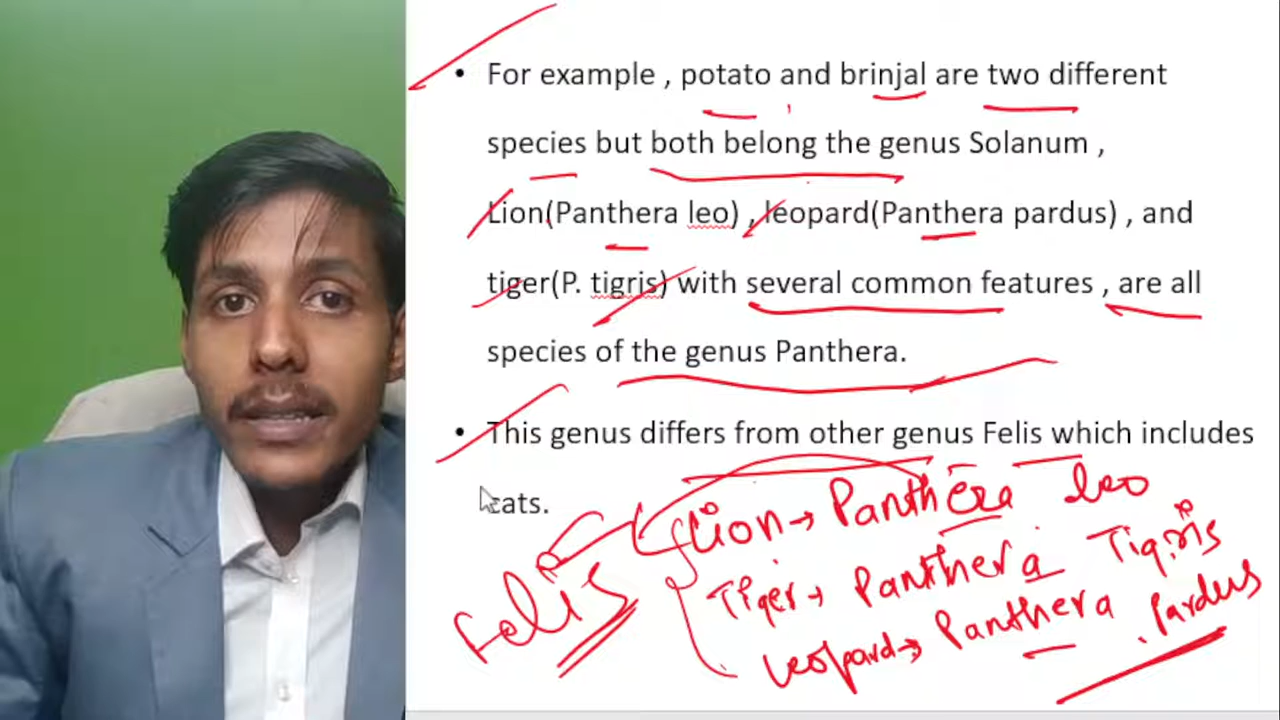 • For example , potato and brinjal are two different
species but both belong the genus Solanum ,
Lion(Panthera leo) , leopard(Panthera pardus) , and
tiger(P. tigris) with several common features , are all
species of the genus Panthera.
• This genus differs from other genus Felis which includes
cats.
Lion → Panthera leo
Tiger → Panthera Tigris
Leopard → Panthera Pardus
Felis